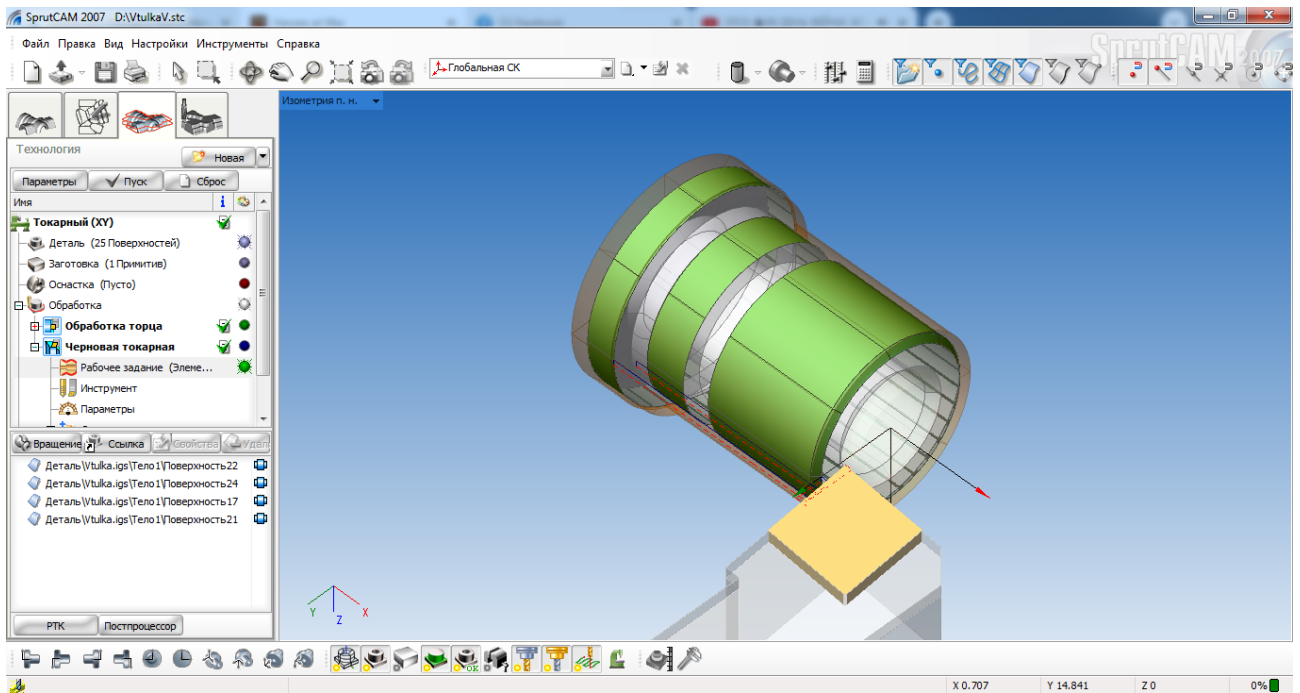 SprutCAM 2007 D:\VtulkaV.stc
Файл Правка Вид Настройки Инструменты Справка
Глобальная СК
SprutCAM 2007
Изометрия п. н.
Технология
Новая
Параметры Пуск Сброс
Имя
Токарный (XY)
Деталь (25 Поверхностей)
Заготовка (1 Примитив)
Оснастка (Пусто)
Обработка
Обработка торца
Черновая токарная
Рабочее задание (Элеме...
Инструмент
Параметры
Вращение Ссылка Свойства Удал
Деталь\Vtulka.igs\Тело1\Поверхность22
Деталь\Vtulka.igs\Тело1\Поверхность24
Деталь\Vtulka.igs\Тело1\Поверхность17
Деталь\Vtulka.igs\Тело1\Поверхность21
Y Z X
РТК Постпроцессор
X 0.707 Y 14.841 Z 0 0%